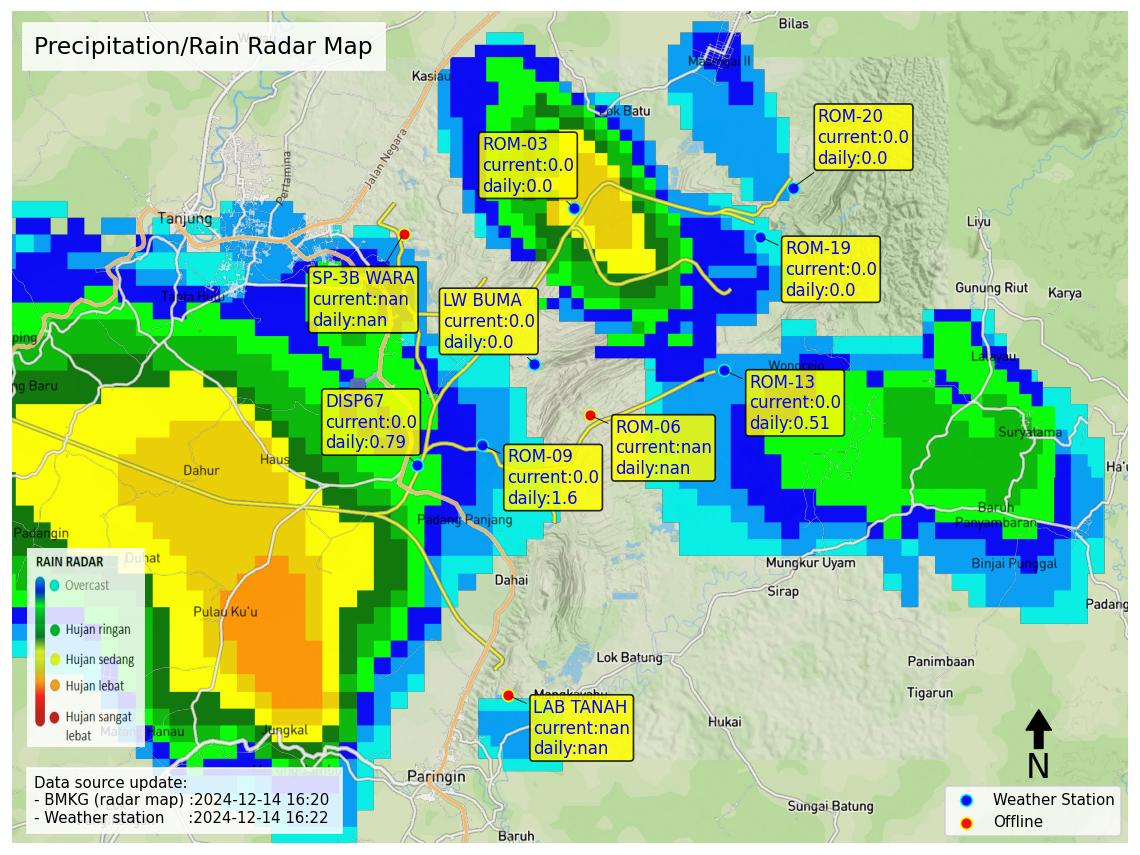 Precipitation/Rain Radar Map
Bilas
Masingai II
Kasiau
Lok Batu
Jalan Negara
Pertamina
ROM-20
current:0.0
daily:0.0
ROM-03
current:0.0
daily:0.0
Tanjung
Liyu
ROM-19
current:0.0
daily:0.0
SP-3B WARA
current:nan
daily:nan
LW BUMA
current:0.0
daily:0.0
Gunung Riut
Karya
Tanta Hulu
ping
Lalayau
Wonorejo
ng Baru
ROM-13
current:0.0
daily:0.51
DISP67
current:0.0
daily:0.79
ROM-06
current:nan
daily:nan
Suryatama
Haus
Dahur
ROM-09
current:0.0
daily:1.6
Ha'u
Baruh
Panyambaran
Padang Panjang
Padangin
Duhat
Mungkur Uyam
Binjai Punggal
RAIN RADAR
Overcast
Hujan ringan
Hujan sedang
Hujan lebat
Hujan sangat
lebat
Dahai
Sirap
Padang
Pulau Ku'u
Lok Batung
Panimbaan
Tigarun
Mangkayahu
LAB TANAH
current:nan
daily:nan
Hukai
Hanau
Jungkal
N
Paringin
Data source update:
- BMKG (radar map) :2024-12-14 16:20
- Weather station :2024-12-14 16:22
Weather Station
Offline
Sungai Batung
Baruh